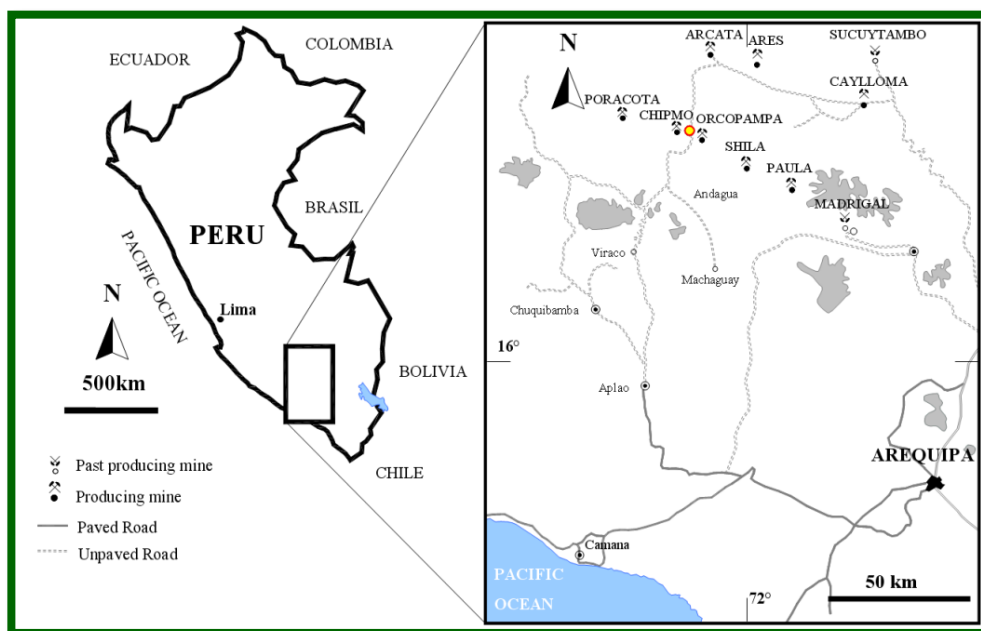 ECUADOR
COLOMBIA
BRASIL
PERU
PACIFIC OCEAN
N
Lima
500km
BOLIVIA
CHILE
Past producing mine
Producing mine
Paved Road
Unpaved Road
N
ARCATA
ARES
SUCUYTAMBO
CAYLLOMA
PORACOTA
CHIPMO
ORCOPAMPA
SHILA
PAULA
Andagua
MADRIGAL
Viraco
Machaguay
Chuquibamba
16°
Aplao
AREQUIPA
Camana
PACIFIC
OCEAN
72°
50 km